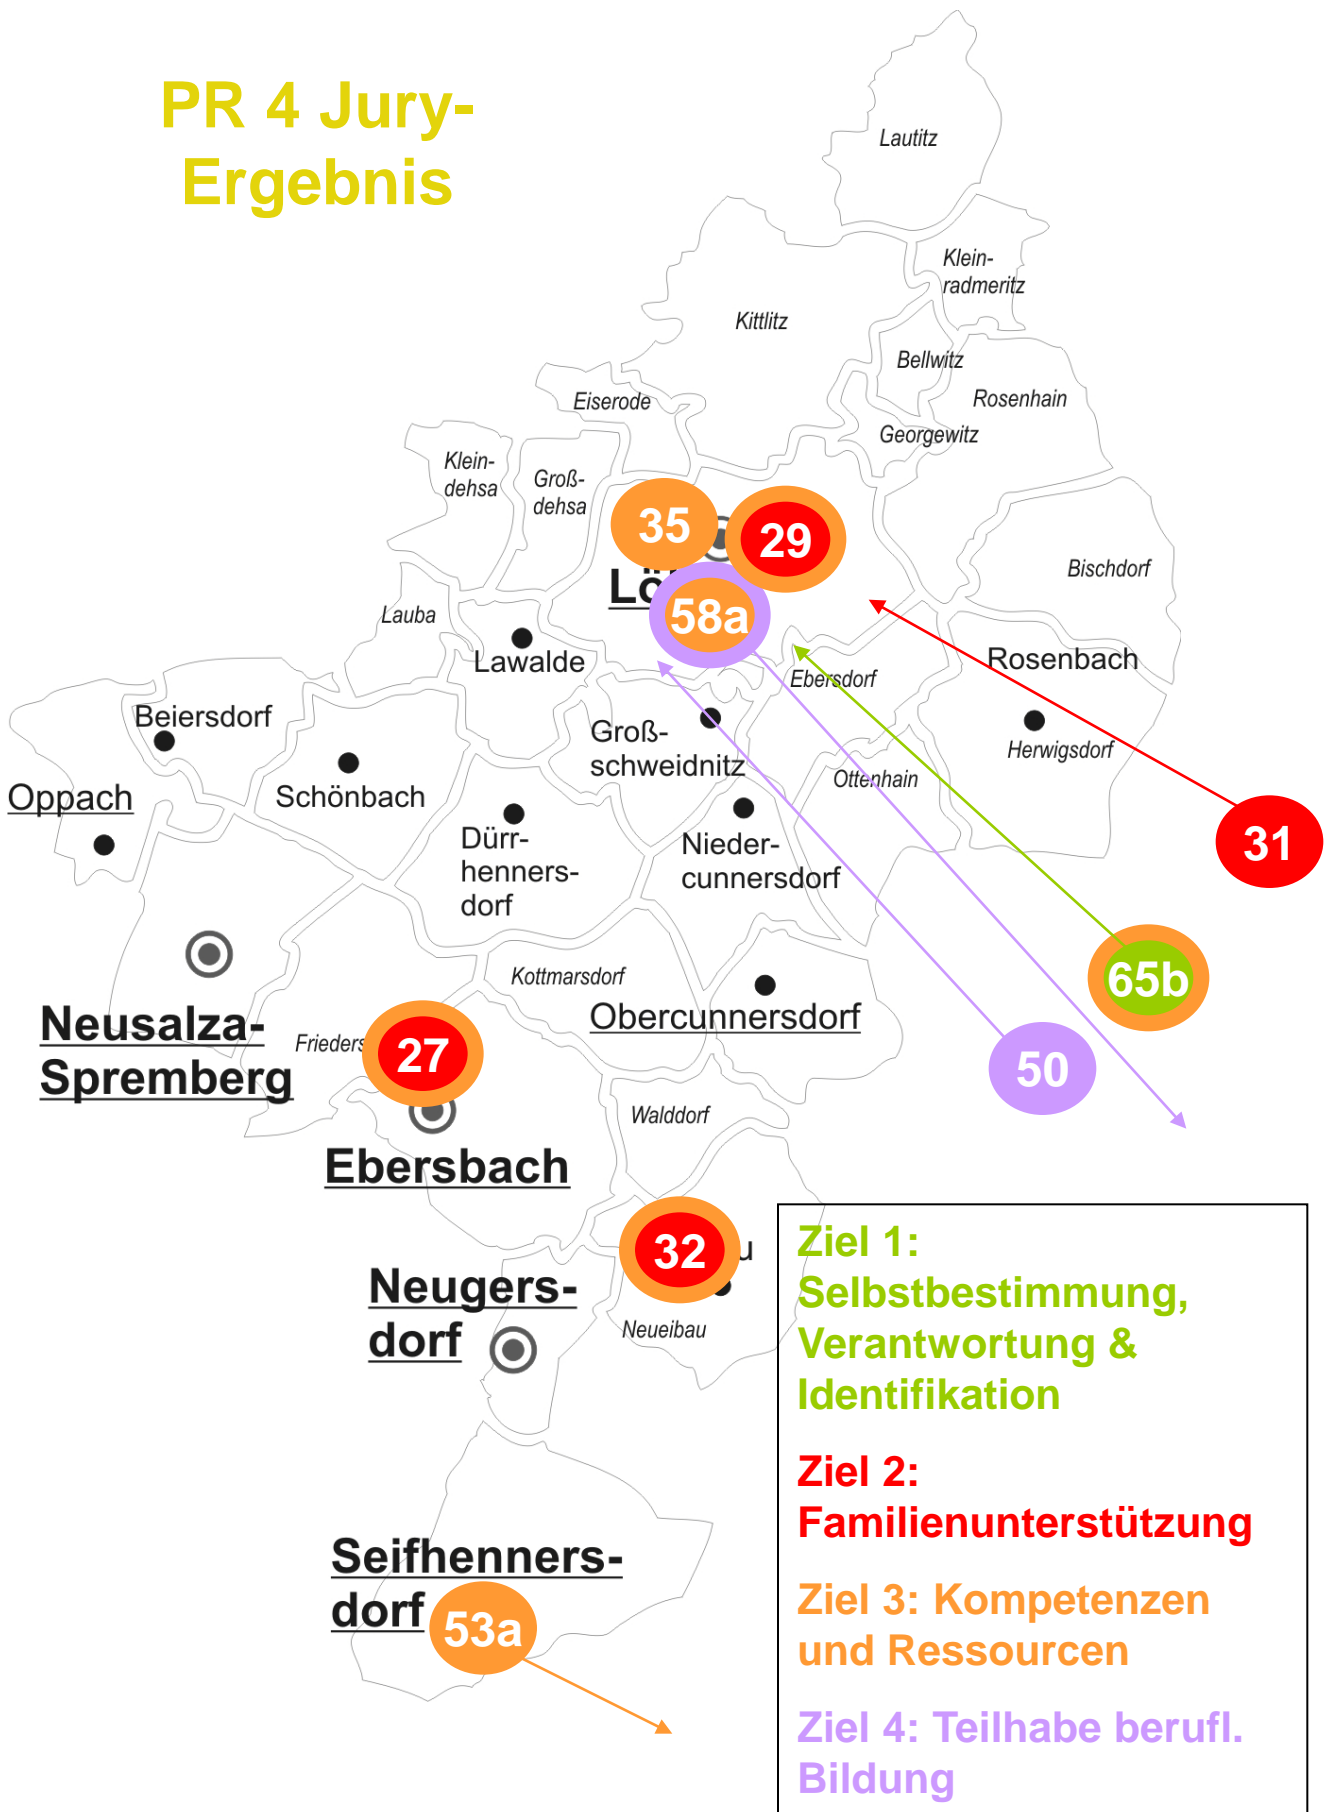 PR 4 Jury-
Ergebnis
Lautitz
Klein-
radmeritz
Kittlitz
Bellwitz
Rosenhain
Eiserode
Georgewitz
Klein-
dehsa
Groß-
dehsa
35
29
Bischdorf
58a
Lauba
Lawalde
Ebersdorf
Rosenbach
Beiersdorf
Groß-
schweidnitz
Herwigsdorf
Ottenhain
Oppach
Schönbach
Dürr-
henners-
dorf
Nieder-
cunnersdorf
31
65b
Kottmarsdorf
Obercunnersdorf
Neusalza-
Spremberg
27
50
Walddorf
Ebersbach
32
Neugers-
dorf
Neueibau
Seifhenners-
dorf
53a
Ziel 1:
Selbstbestimmung,
Verantwortung &
Identifikation
Ziel 2:
Familienunterstützung
Ziel 3: Kompetenzen
und Ressourcen
Ziel 4: Teilhabe berufl.
Bildung